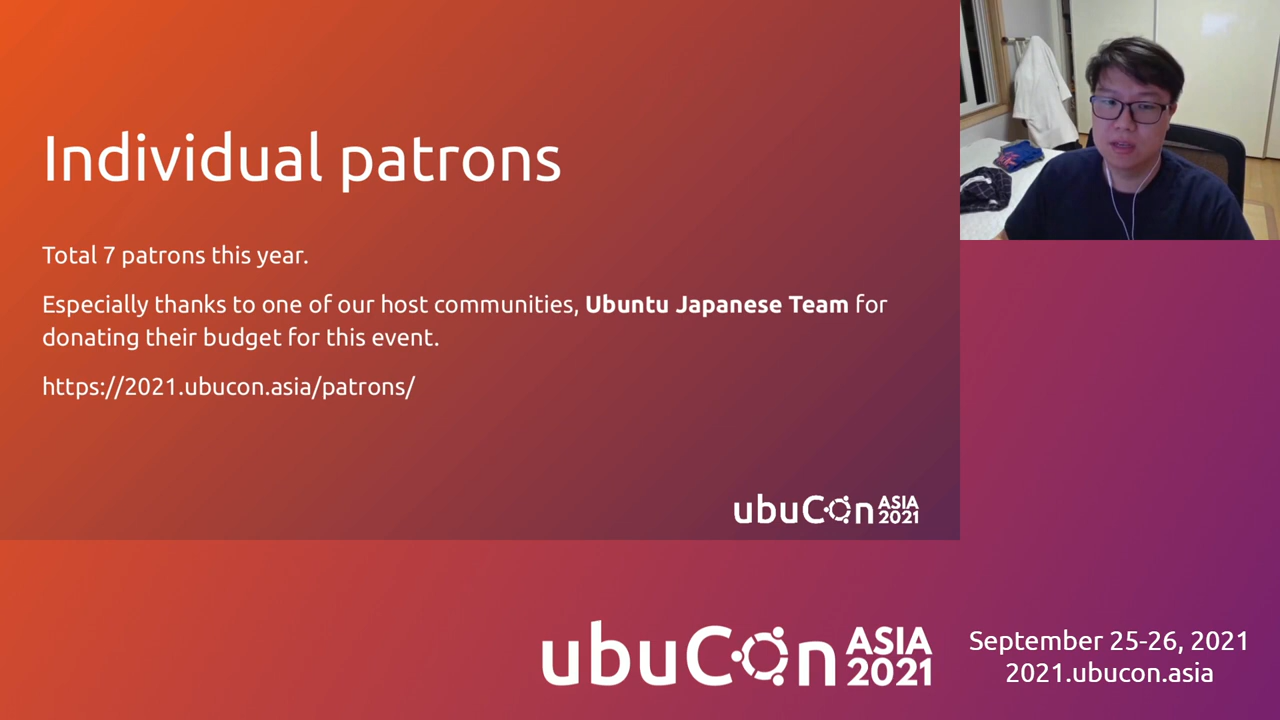 Individual patrons
Total 7 patrons this year.
Especially thanks to one of our host communities, Ubuntu Japanese Team for
donating their budget for this event.
https://2021.ubucon.asia/patrons/
ubuCon ASIA 2021
ubuCon ASIA 2021
September 25-26, 2021
2021.ubucon.asia